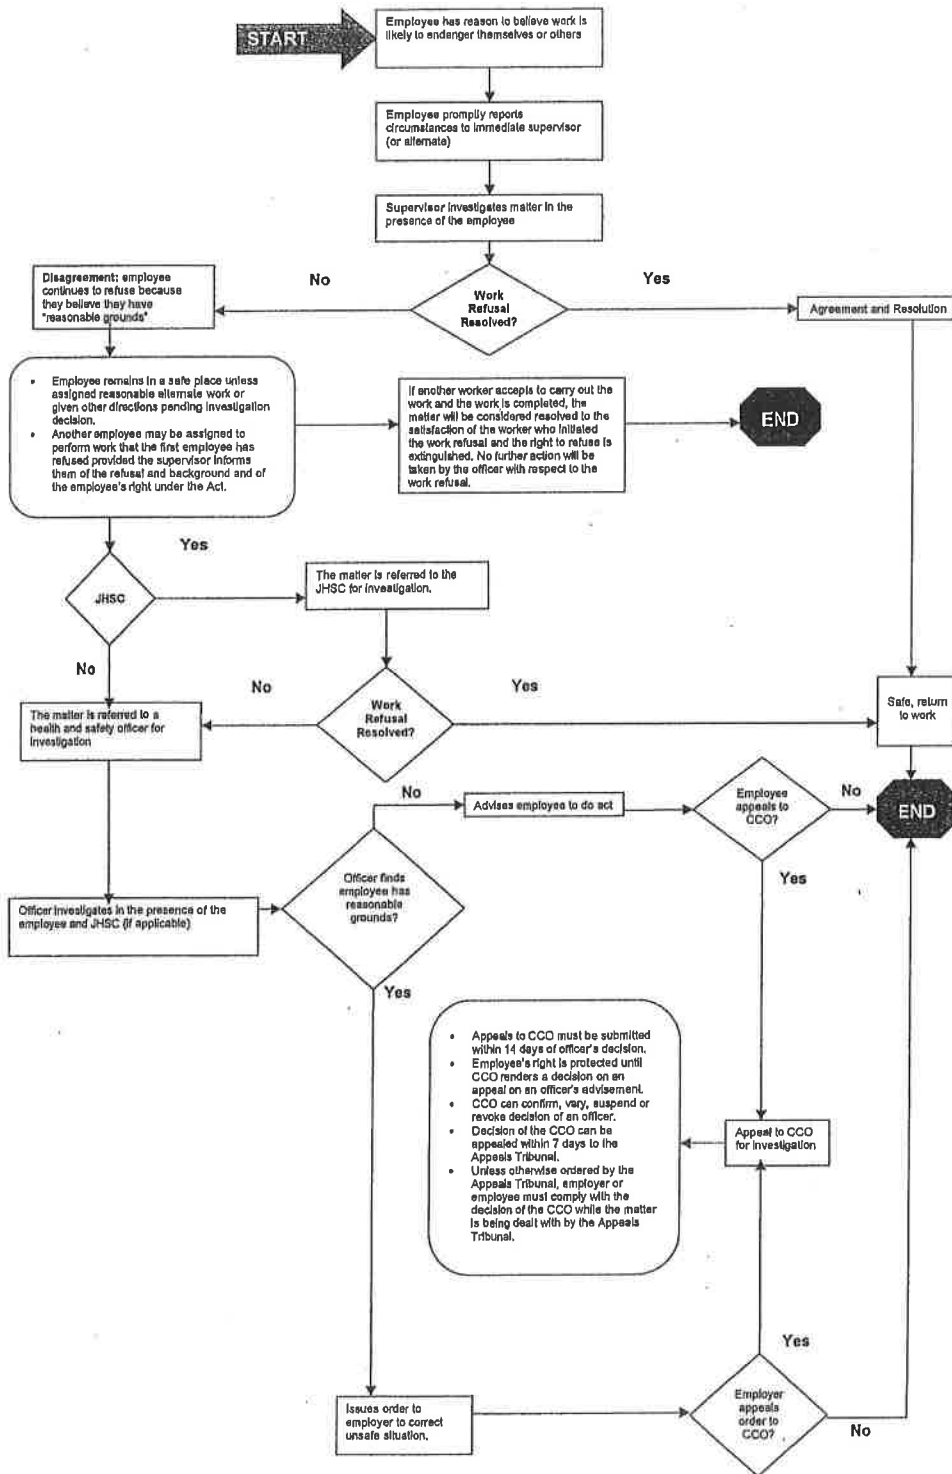 START
Employee has reason to believe work is
likely to endanger themselves or others
Employee promptly reports
circumstances to immediate supervisor
(or alternate)
Supervisor investigates matter in the
presence of the employee
No
Yes
Disagreement: employee
continues to refuse because
they believe they have
"reasonable grounds"
Work
Refusal
Resolved?
Agreement and Resolution
• Employee remains in a safe place unless
assigned reasonable alternate work or
given other directions pending investigation
decision.
• Another employee may be assigned to
perform work that the first employee has
refused provided the supervisor informs
them of the refusal and background and of
the employee's right under the Act.
If another worker accepts to carry out the
work and the work is completed, the
matter will be considered resolved to the
satisfaction of the worker who initiated
the work refusal and the right to refuse is
extinguished. No further action will be
taken by the officer with respect to the
work refusal.
END
Yes
JHSC
The matter is referred to the
JHSC for investigation.
No
No
Yes
The matter is referred to a
health and safety officer for
investigation
Work
Refusal
Resolved?
Safe, return
to work
No
Advises employee to do act
Employee
appeals to
CCO?
No
END
Officer finds
employee has
reasonable
grounds?
Yes
Officer investigates in the presence of the
employee and JHSC (if applicable)
Yes
• Appeals to CCO must be submitted
within 14 days of officer's decision.
• Employee's right is protected until
CCO renders a decision on an
appeal on an officer's advisement.
• CCO can confirm, vary, suspend or
revoke decision of an officer.
• Decision of the CCO can be
appealed within 7 days to the
Appeals Tribunal.
• Unless otherwise ordered by the
Appeals Tribunal, employer or
employee must comply with the
decision of the CCO while the matter
is being dealt with by the Appeals
Tribunal.
Appeal to CCO
for investigation
Yes
Issues order to
employer to correct
unsafe situation.
Employer
appeals
order to
CCO?
No